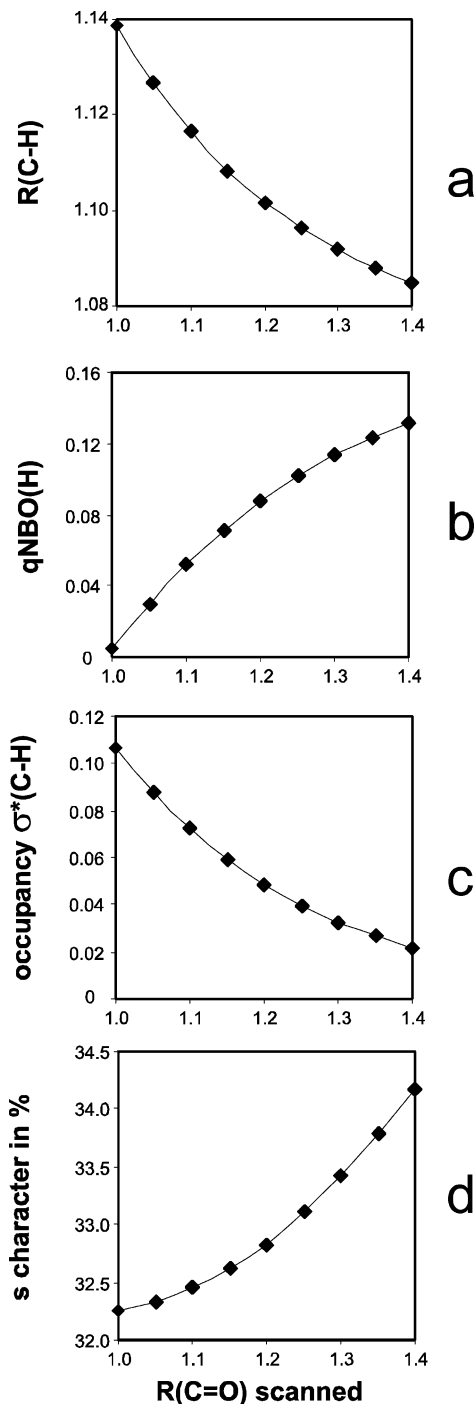 1.14
1.12
1.10
1.08
R(C-H)
1.0 1.1 1.2 1.3 1.4
a
0.16
0.12
0.08
0.04
0
qNBO(H)
1.0 1.1 1.2 1.3 1.4
b
0.12
0.10
0.08
0.06
0.04
0.02
0
occupancy σ*(C-H)
1.0 1.1 1.2 1.3 1.4
c
34.5
34.0
33.5
33.0
32.5
32.0
s character in %
1.0 1.1 1.2 1.3 1.4
d
R(C=O) scanned